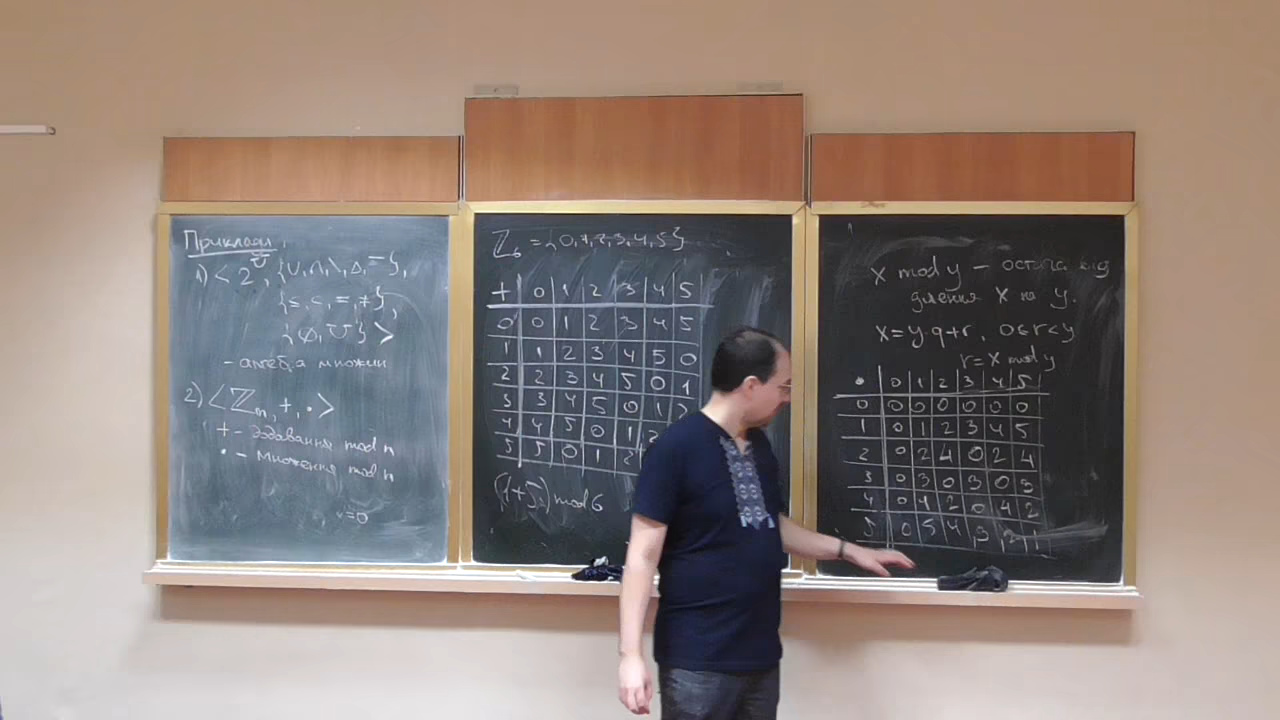 Приклади:
1) < 2^U, {∪, ∩, \, Δ, ‾},
{⊆, ⊂, =, ≠},
{∅, U} >
- алгебра множин
2) < ℤₙ, +, · >
+ - додавання mod n
· - множення mod n
=0
ℤ₆ = {0, 1, 2, 3, 4, 5}
+ 0 1 2 3 4 5
0 0 1 2 3 4 5
1 1 2 3 4 5 0
2 2 3 4 5 0 1
3 3 4 5 0 1 2
4 4 5 0 1 2
5 5 0 1 2
(1+5) mod 6
x mod y - остача від
ділення x на y.
x = y·q+r, 0≤r<y
r = x mod y
· 0 1 2 3 4 5
0 0 0 0 0 0 0
1 0 1 2 3 4 5
2 0 2 4 0 2 4
3 0 3 0 3 0 3
4 0 4 2 0 4 2
5 0 5 4 3 2 1